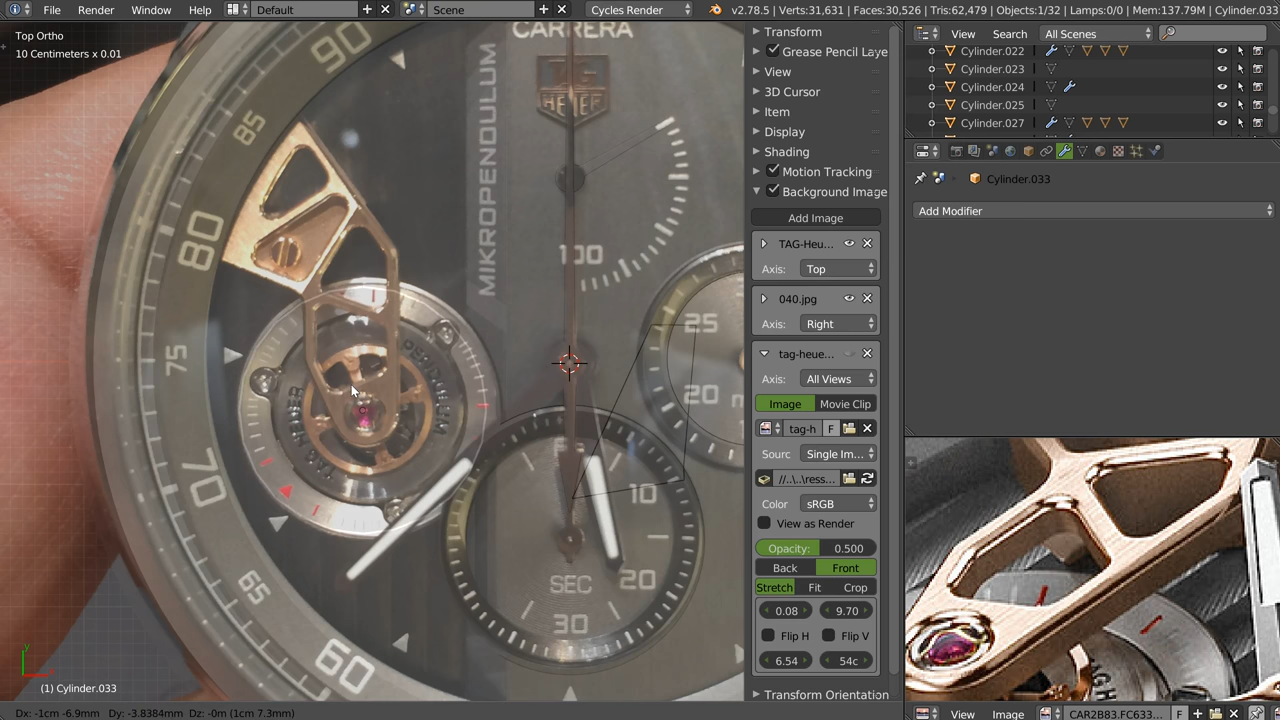 File Render Window Help Default Scene Cycles Render v2.78.5 | Verts:31,631 | Faces:30,526 | Tris:62,479 | Objects:1/32 | Lamps:0/0 | Mem:137.79M | Cylinder.033
Top Ortho
10 Centimeters x 0.01
CARRERA
TAG
HEUER
MIKROPENDULUM
100
90
85
80
75
70
65
60
25
20
10
20
30
SEC
TAG HEUER
(1) Cylinder.033
Dx: -1cm -6.9mm Dy: -3.8384mm Dz: -0m (1cm 7.3mm)
Transform
Grease Pencil Laye
View
3D Cursor
Item
Display
Shading
Motion Tracking
Background Image
Add Image
TAG-Heu...
Axis: Top
040.jpg
Axis: Right
tag-heue...
Axis: All Views
Image Movie Clip
tag-h F
Sourc Single Im...
//..\..\ress...
Color sRGB
View as Render
Opacity: 0.500
Back Front
Stretch Fit Crop
0.08 9.70
Flip H Flip V
6.54 54c
Transform Orientation
View Search All Scenes
Cylinder.022
Cylinder.023
Cylinder.024
Cylinder.025
Cylinder.027
Cylinder.033
Add Modifier
View Image CAR2B83.FC633... F